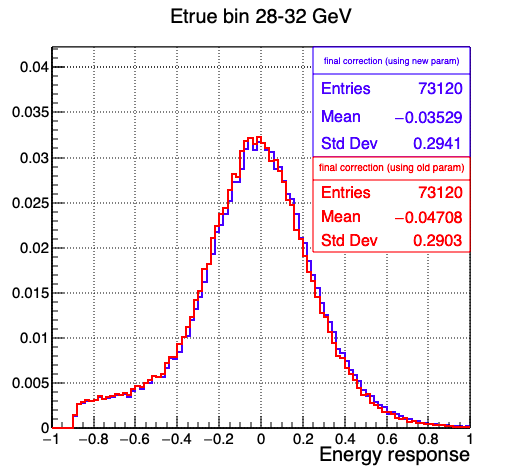 Etrue bin 28-32 GeV
final correction (using new param)
Entries 73120
Mean −0.03529
Std Dev 0.2941
final correction (using old param)
Entries 73120
Mean −0.04708
Std Dev 0.2903
0.04
0.035
0.03
0.025
0.02
0.015
0.01
0.005
0
−1 −0.8 −0.6 −0.4 −0.2 0 0.2 0.4 0.6 0.8 1
Energy response